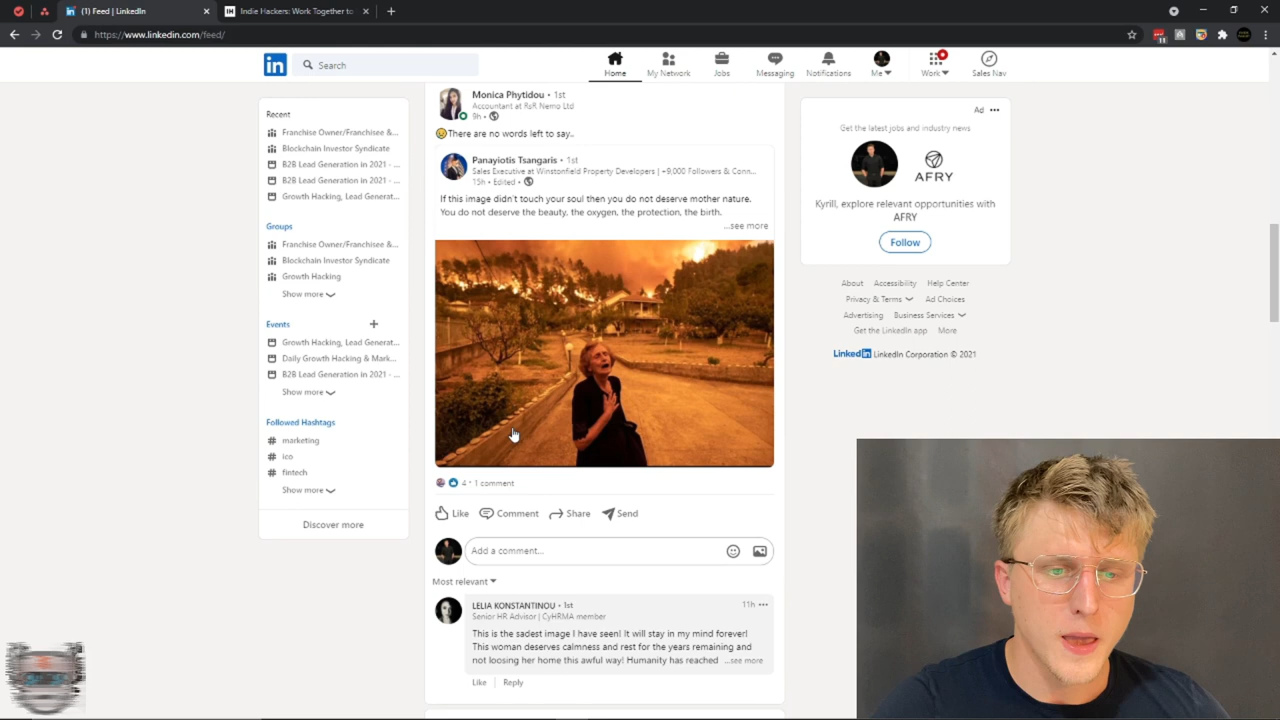 (1) Feed | LinkedIn
Indie Hackers: Work Together to
https://www.linkedin.com/feed/
11
in
Search
Home
My Network
Jobs
Messaging
Notifications
Me
Work
Sales Nav
Recent
Franchise Owner/Franchisee &...
Blockchain Investor Syndicate
B2B Lead Generation in 2021 - ...
B2B Lead Generation in 2021 - ...
Growth Hacking, Lead Generat...
Groups
Franchise Owner/Franchisee &...
Blockchain Investor Syndicate
Growth Hacking
Show more
Events
Growth Hacking, Lead Generat...
Daily Growth Hacking & Mark...
B2B Lead Generation in 2021 - ...
Show more
Followed Hashtags
# marketing
# ico
# fintech
Show more
Discover more
Monica Phytidou • 1st
Accountant at RsR Nemo Ltd
9h •
There are no words left to say..
Panayiotis Tsangaris • 1st
Sales Executive at Winstonfield Property Developers | +9,000 Followers & Conn...
15h • Edited •
If this image didn't touch your soul then you do not deserve mother nature.
You do not deserve the beauty, the oxygen, the protection, the birth.
...see more
4 • 1 comment
Like
Comment
Share
Send
Add a comment...
Most relevant
LELIA KONSTANTINOU • 1st
11h •••
Senior HR Advisor | CyHRMA member
This is the sadest image I have seen! It will stay in my mind forever!
This woman deserves calmness and rest for the years remaining and
not loosing her home this awful way! Humanity has reached ...see more
Like | Reply
Ad •••
Get the latest jobs and industry news
AFRY
Kyrill, explore relevant opportunities with
AFRY
Follow
About Accessibility Help Center
Privacy & Terms Ad Choices
Advertising Business Services
Get the LinkedIn app More
LinkedIn LinkedIn Corporation © 2021